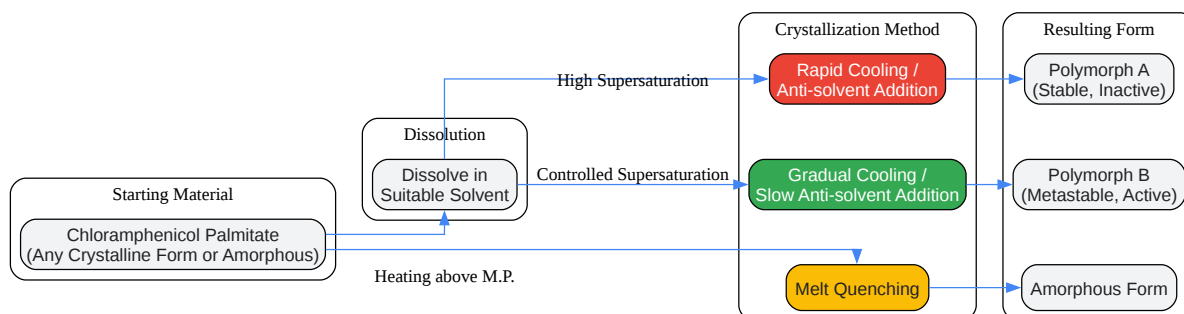 Crystallization Method
Resulting Form
Rapid Cooling /
Anti-solvent Addition
Polymorph A
(Stable, Inactive)
High Supersaturation
Dissolution
Dissolve in
Suitable Solvent
Controlled Supersaturation
Gradual Cooling /
Slow Anti-solvent Addition
Polymorph B
(Metastable, Active)
Starting Material
Chloramphenicol Palmitate
(Any Crystalline Form or Amorphous)
Heating above M.P.
Melt Quenching
Amorphous Form